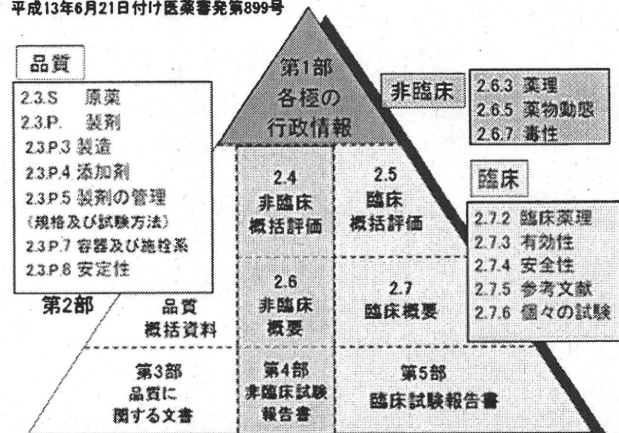 平成13年6月21日付け医薬審発第899号
品質
2.3.S 原薬
2.3.P. 製剤
2.3.P.3 製造
2.3.P.4 添加剤
2.3.P.5 製剤の管理
(規格及び試験方法)
2.3.P.7 容器及び施栓系
2.3.P.8 安定性
第1部
各極の
行政情報
非臨床
2.6.3 薬理
2.6.5 薬物動態
2.6.7 毒性
臨床
2.7.2 臨床薬理
2.7.3 有効性
2.7.4 安全性
2.7.5 参考文献
2.7.6 個々の試験
2.4
非臨床
概括評価
2.5
臨床
概括評価
第2部
品質
概括資料
2.6
非臨床
概要
2.7
臨床概要
第3部
品質に
関する文書
第4部
非臨床試験
報告書
第5部
臨床試験報告書